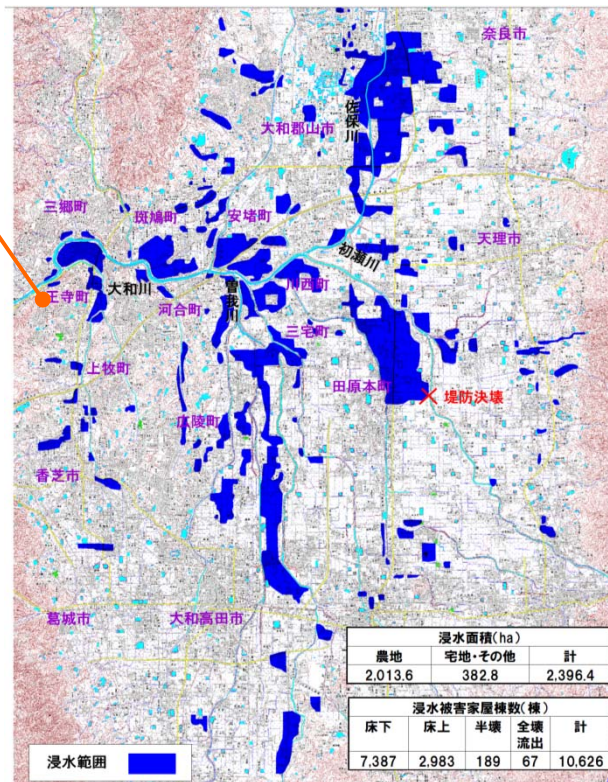 奈良市
佐保川
大和郡山市
三郷町
斑鳩町
安堵町
天理市
初瀬川
王寺町
大和川
川西町
河合町
曽我川
三宅町
上牧町
田原本町
堤防決壊
広陵町
香芝市
葛城市
大和高田市
浸水面積(ha)
農地 宅地・その他 計
2.013.6 382.8 2,396.4
浸水被害家屋棟数(棟)
床下 床上 半壊 全壊流出 計
7,387 2,983 189 67 10,626
浸水範囲